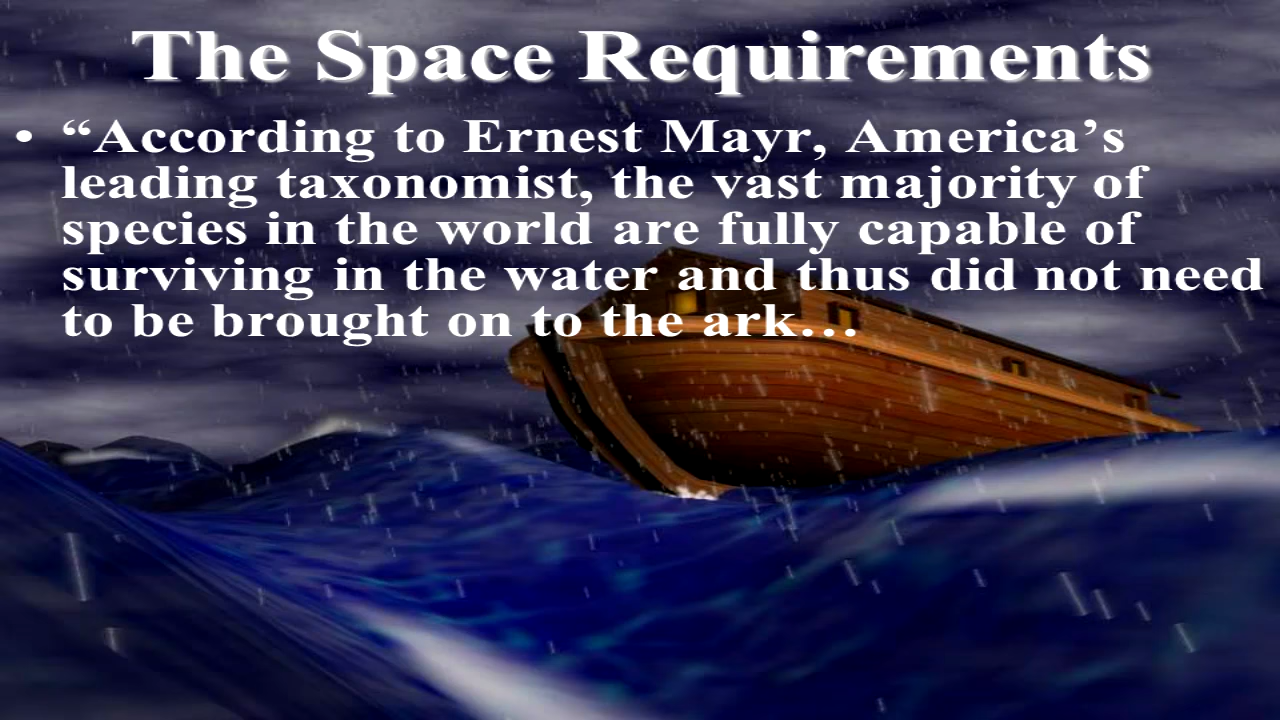 The Space Requirements
• “According to Ernest Mayr, America’s
leading taxonomist, the vast majority of
species in the world are fully capable of
surviving in the water and thus did not need
to be brought on to the ark…